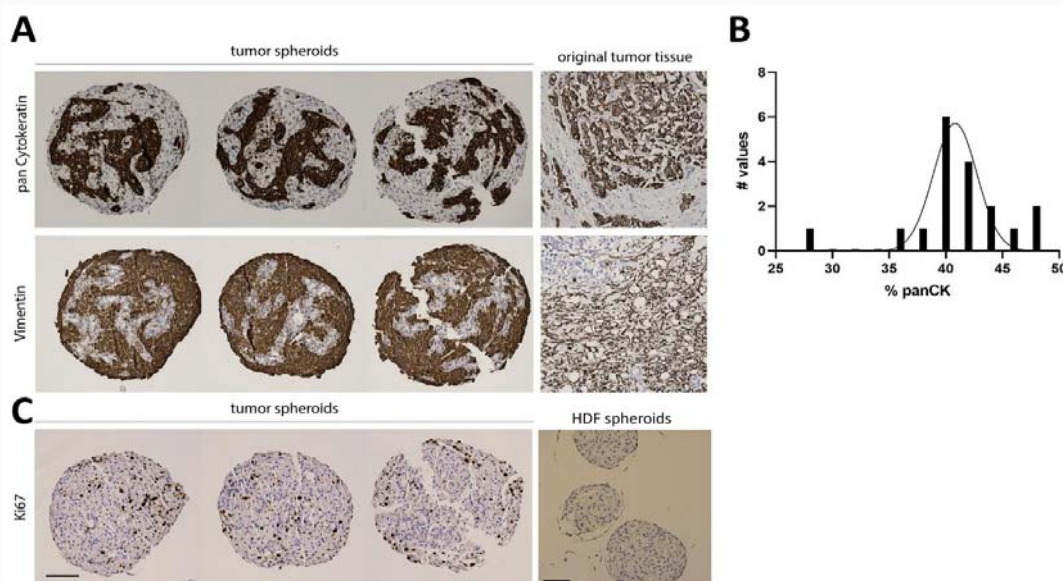 A
tumor spheroids
original tumor tissue
pan Cytokeratin
Vimentin
B
# values
8
6
4
2
0
25
30
35
40
45
50
% panCK
C
tumor spheroids
HDF spheroids
Ki67